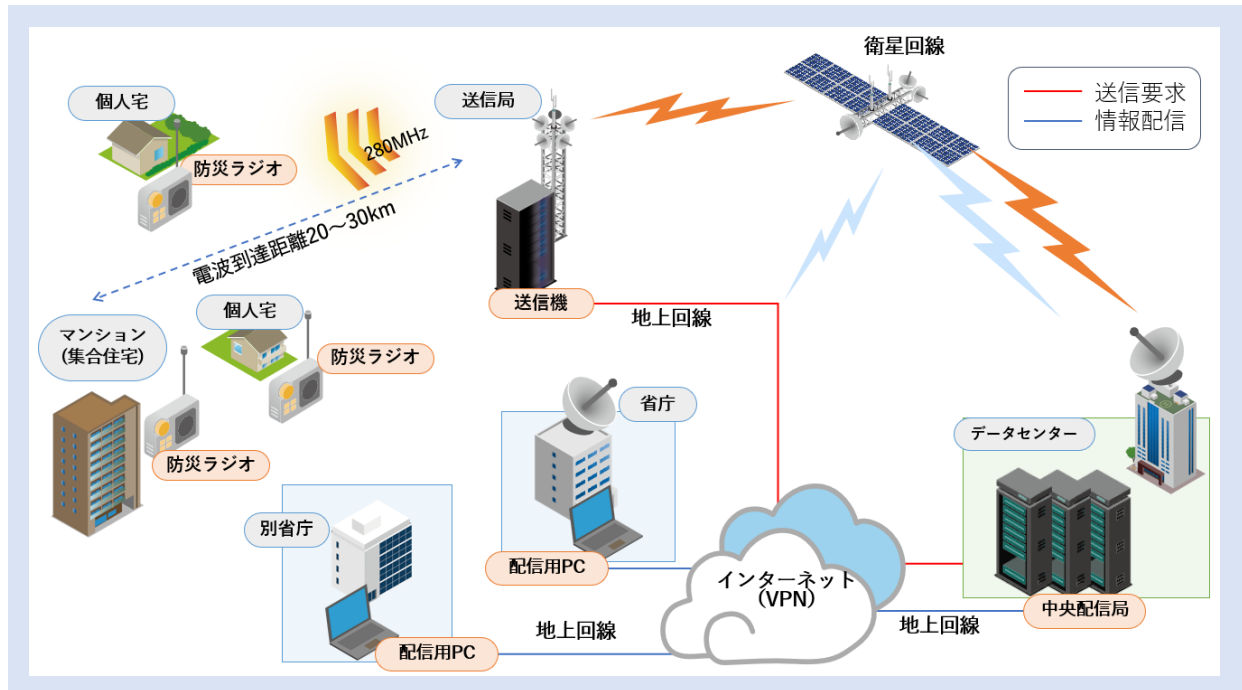 衛星回線
送信要求
情報配信
個人宅
送信局
280MHz
防災ラジオ
電波到達距離20～30km
送信機
地上回線
個人宅
マンション
(集合住宅)
防災ラジオ
防災ラジオ
省庁
データセンター
別省庁
配信用PC
インターネット
(VPN)
中央配信局
地上回線
地上回線
配信用PC